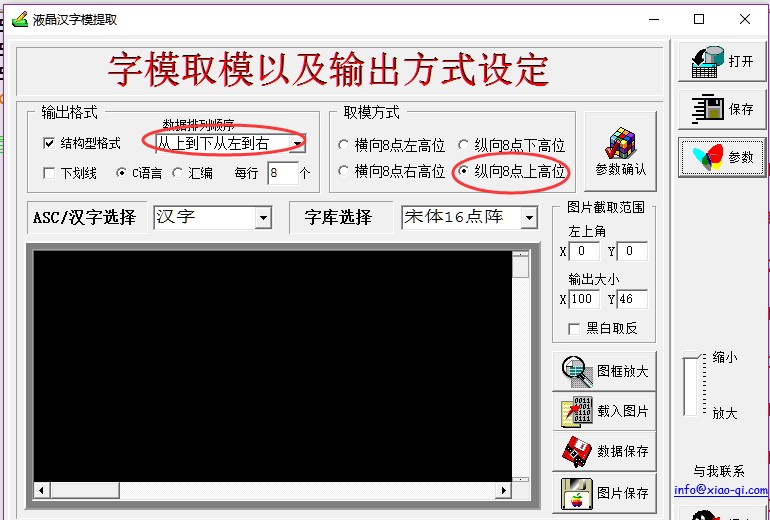 液晶汉字模提取
字模取模以及输出方式设定
打开
保存
参数
输出格式
数据排列顺序
结构型格式
从上到下从左到右
下划线
C语言
汇编
每行 8 个
取模方式
横向8点左高位
纵向8点下高位
横向8点右高位
纵向8点上高位
参数确认
ASC/汉字选择
汉字
字库选择
宋体16点阵
图片截取范围
左上角
X 0 Y 0
输出大小
X 100 Y 46
黑白取反
图框放大
载入图片
数据保存
图片保存
缩小
放大
与我联系
info@xiao-qi.com